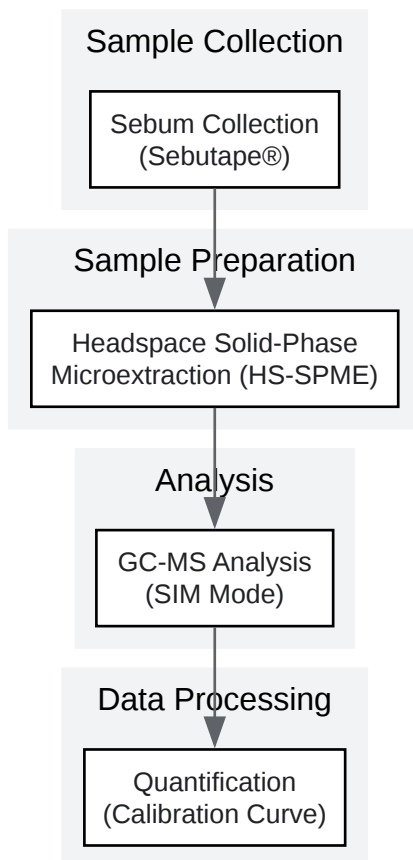 Sample Collection
Sebum Collection
(Sebutape®)
Sample Preparation
Headspace Solid-Phase
Microextraction (HS-SPME)
Analysis
GC-MS Analysis
(SIM Mode)
Data Processing
Quantification
(Calibration Curve)